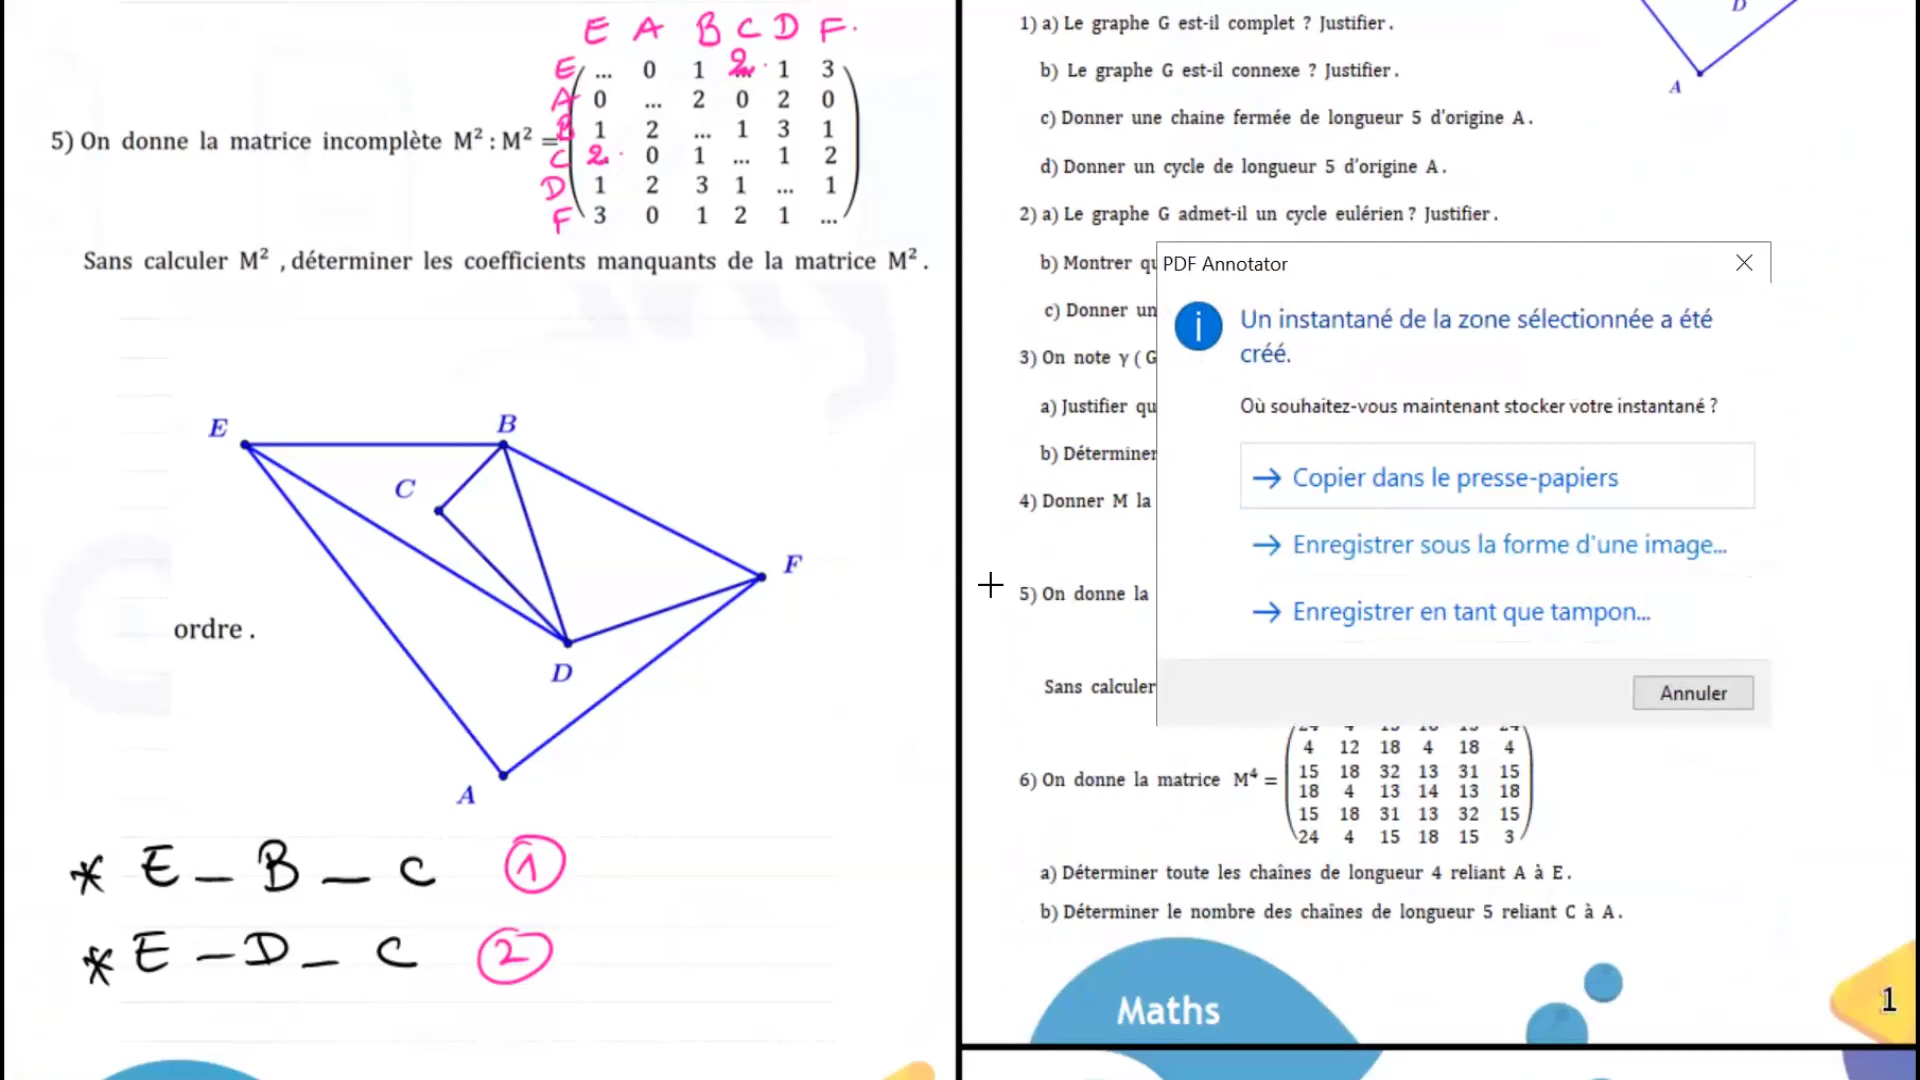 E A B C D F.
E ... 0 1 2 1 3
A 0 ... 2 0 2 0
5) On donne la matrice incomplète M² : M² =
B 1 2 ... 1 3 1
C 2 0 1 ... 1 2
D 1 2 3 1 ... 1
F 3 0 1 2 1 ...
Sans calculer M² , déterminer les coefficients manquants de la matrice M² .
E
B
C
F
ordre .
D
A
* E - B - C 1
* E - D - C 2
D
A
1) a) Le graphe G est-il complet ? Justifier .
b) Le graphe G est-il connexe ? Justifier .
c) Donner une chaine fermée de longueur 5 d'origine A .
d) Donner un cycle de longueur 5 d'origine A .
2) a) Le graphe G admet-il un cycle eulérien ? Justifier .
b) Montrer qu
c) Donner un
3) On note γ ( G
a) Justifier qu
b) Déterminer
4) Donner M la
5) On donne la
Sans calculer
PDF Annotator
Un instantané de la zone sélectionnée a été
créé.
Où souhaitez-vous maintenant stocker votre instantané ?
Copier dans le presse-papiers
Enregistrer sous la forme d'une image...
Enregistrer en tant que tampon...
Annuler
4 12 18 4 18 4
6) On donne la matrice M⁴ =
15 18 32 13 31 15
18 4 13 14 13 18
15 18 31 13 32 15
24 4 15 18 15 3
a) Déterminer toute les chaînes de longueur 4 reliant A à E .
b) Déterminer le nombre des chaînes de longueur 5 reliant C à A .
Maths
1